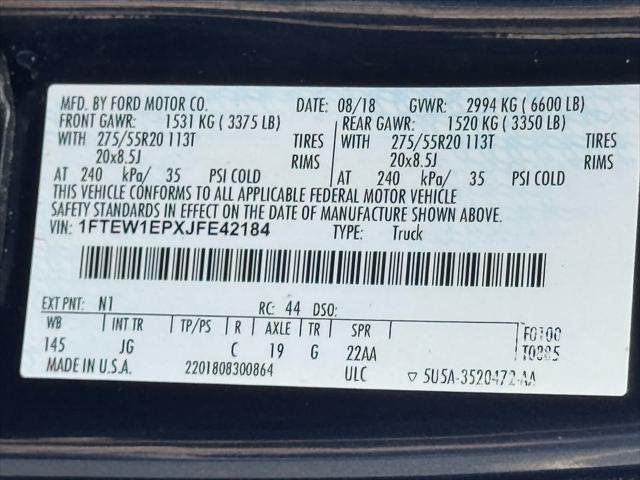 MFD. BY FORD MOTOR CO. DATE: 08/18 GVWR: 2994 KG ( 6600 LB)
FRONT GAWR: 1531 KG ( 3375 LB) REAR GAWR: 1520 KG ( 3350 LB)
WITH 275/55R20 113T TIRES WITH 275/55R20 113T TIRES
20x8.5J RIMS 20x8.5J RIMS
AT 240 kPa/ 35 PSI COLD AT 240 kPa/ 35 PSI COLD
THIS VEHICLE CONFORMS TO ALL APPLICABLE FEDERAL MOTOR VEHICLE
SAFETY STANDARDS IN EFFECT ON THE DATE OF MANUFACTURE SHOWN ABOVE.
VIN: 1FTEW1EPXJFE42184 TYPE: Truck
EXT PNT: N1 RC: 44 DSO:
WB INT TR TP/PS R AXLE TR SPR F0100
145 JG C 19 G 22AA T0885
MADE IN U.S.A. 2201808300864 ULC ▽ 5U5A-3520472-AA